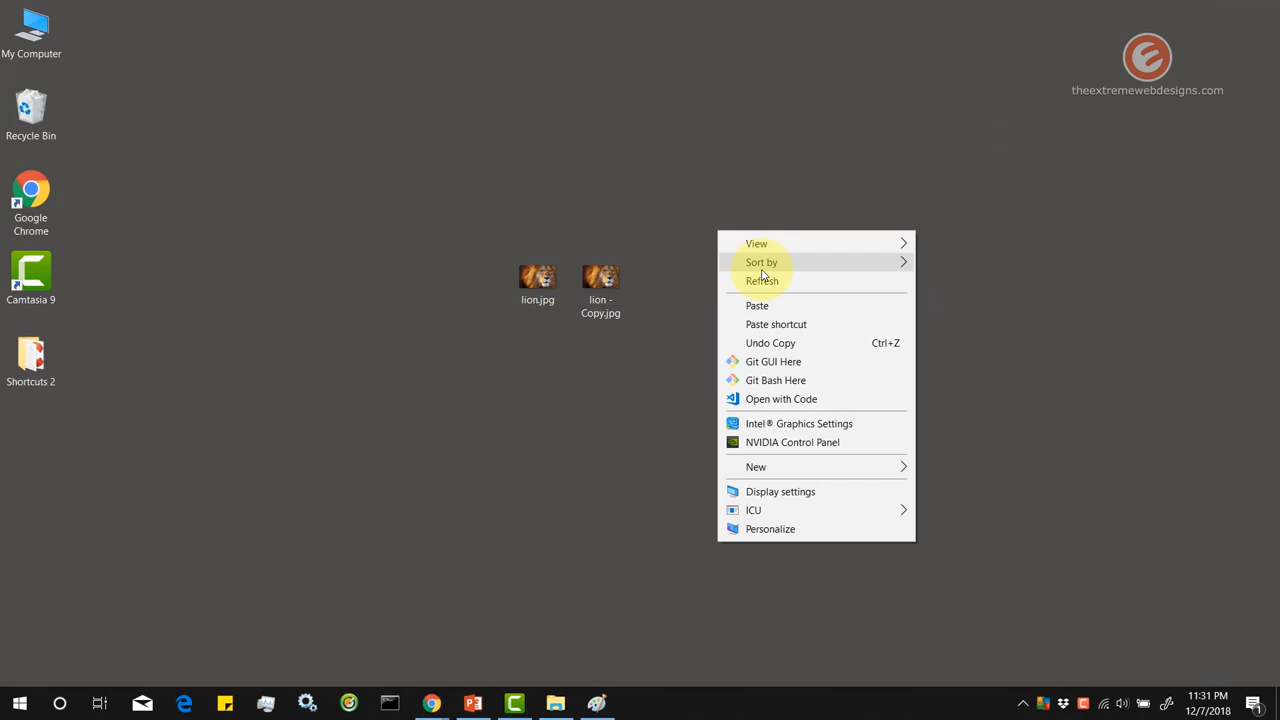 My Computer
Recycle Bin
Google
Chrome
Camtasia 9
Shortcuts 2
lion.jpg
lion -
Copy.jpg
theextremewebdesigns.com
View
Sort by
Refresh
Paste
Paste shortcut
Undo Copy Ctrl+Z
Git GUI Here
Git Bash Here
Open with Code
Intel® Graphics Settings
NVIDIA Control Panel
New
Display settings
ICU
Personalize
11:31 PM
12/7/2018
1